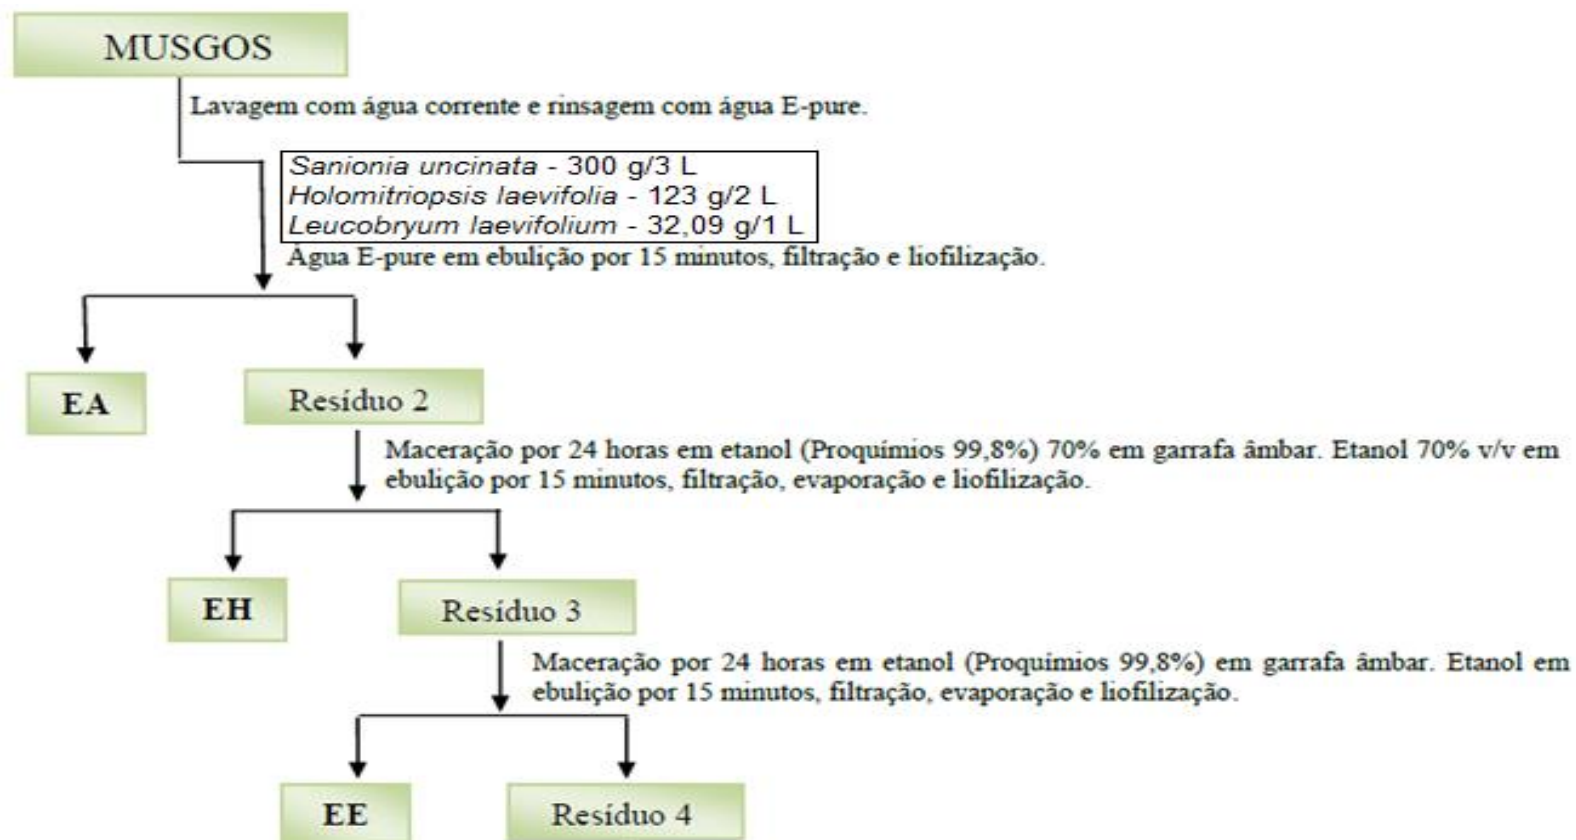 MUSGOS
Lavagem com água corrente e rinsagem com água E-pure.
Sanionia uncinata - 300 g/3 L
Holomitriopsis laevifolia - 123 g/2 L
Leucobryum laevifolium - 32,09 g/1 L
Água E-pure em ebulição por 15 minutos, filtração e liofilização.
EA
Resíduo 2
Maceração por 24 horas em etanol (Proquímios 99,8%) 70% em garrafa âmbar. Etanol 70% v/v em
ebulição por 15 minutos, filtração, evaporação e liofilização.
EH
Resíduo 3
Maceração por 24 horas em etanol (Proquímios 99,8%) em garrafa âmbar. Etanol em
ebulição por 15 minutos, filtração, evaporação e liofilização.
EE
Resíduo 4